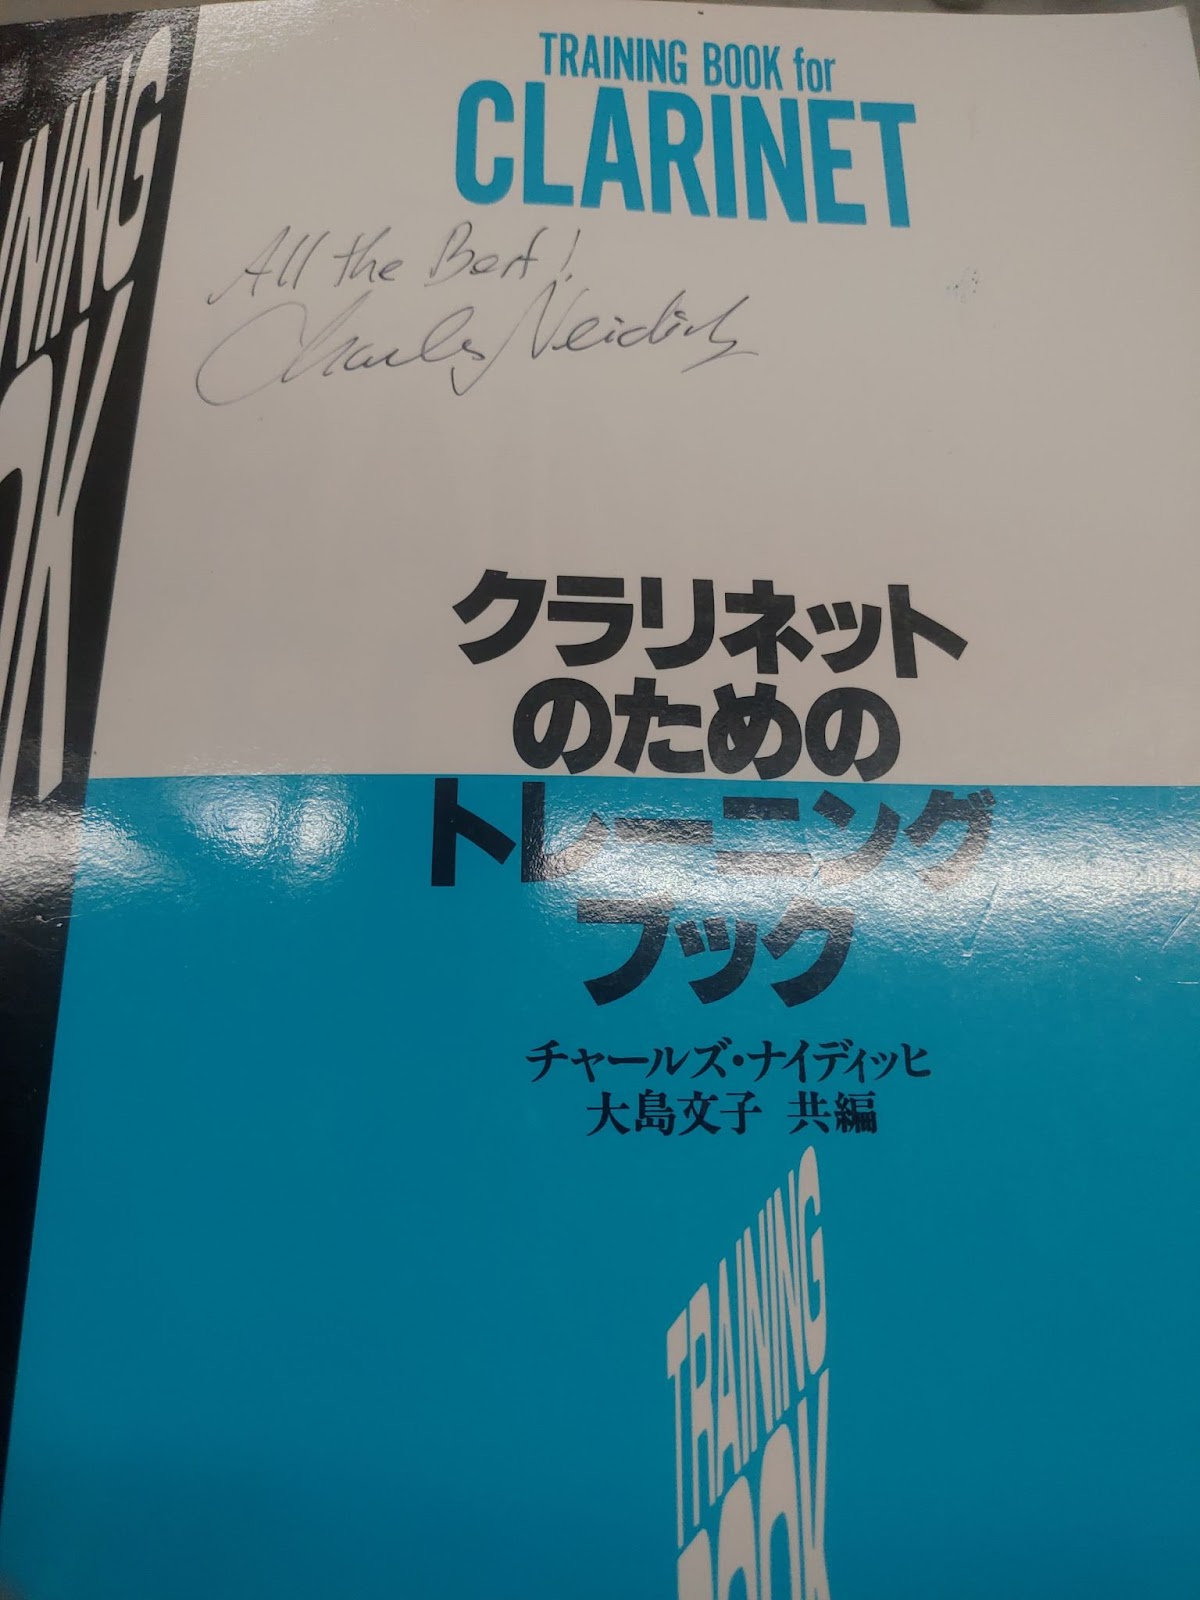 TRAINING BOOK for
CLARINET
All the Best!
Charles Neidich
クラリネット
のための
トレーニング
ブック
チャールズ・ナイディッヒ
大島文子 共編
TRAINING
BOOK